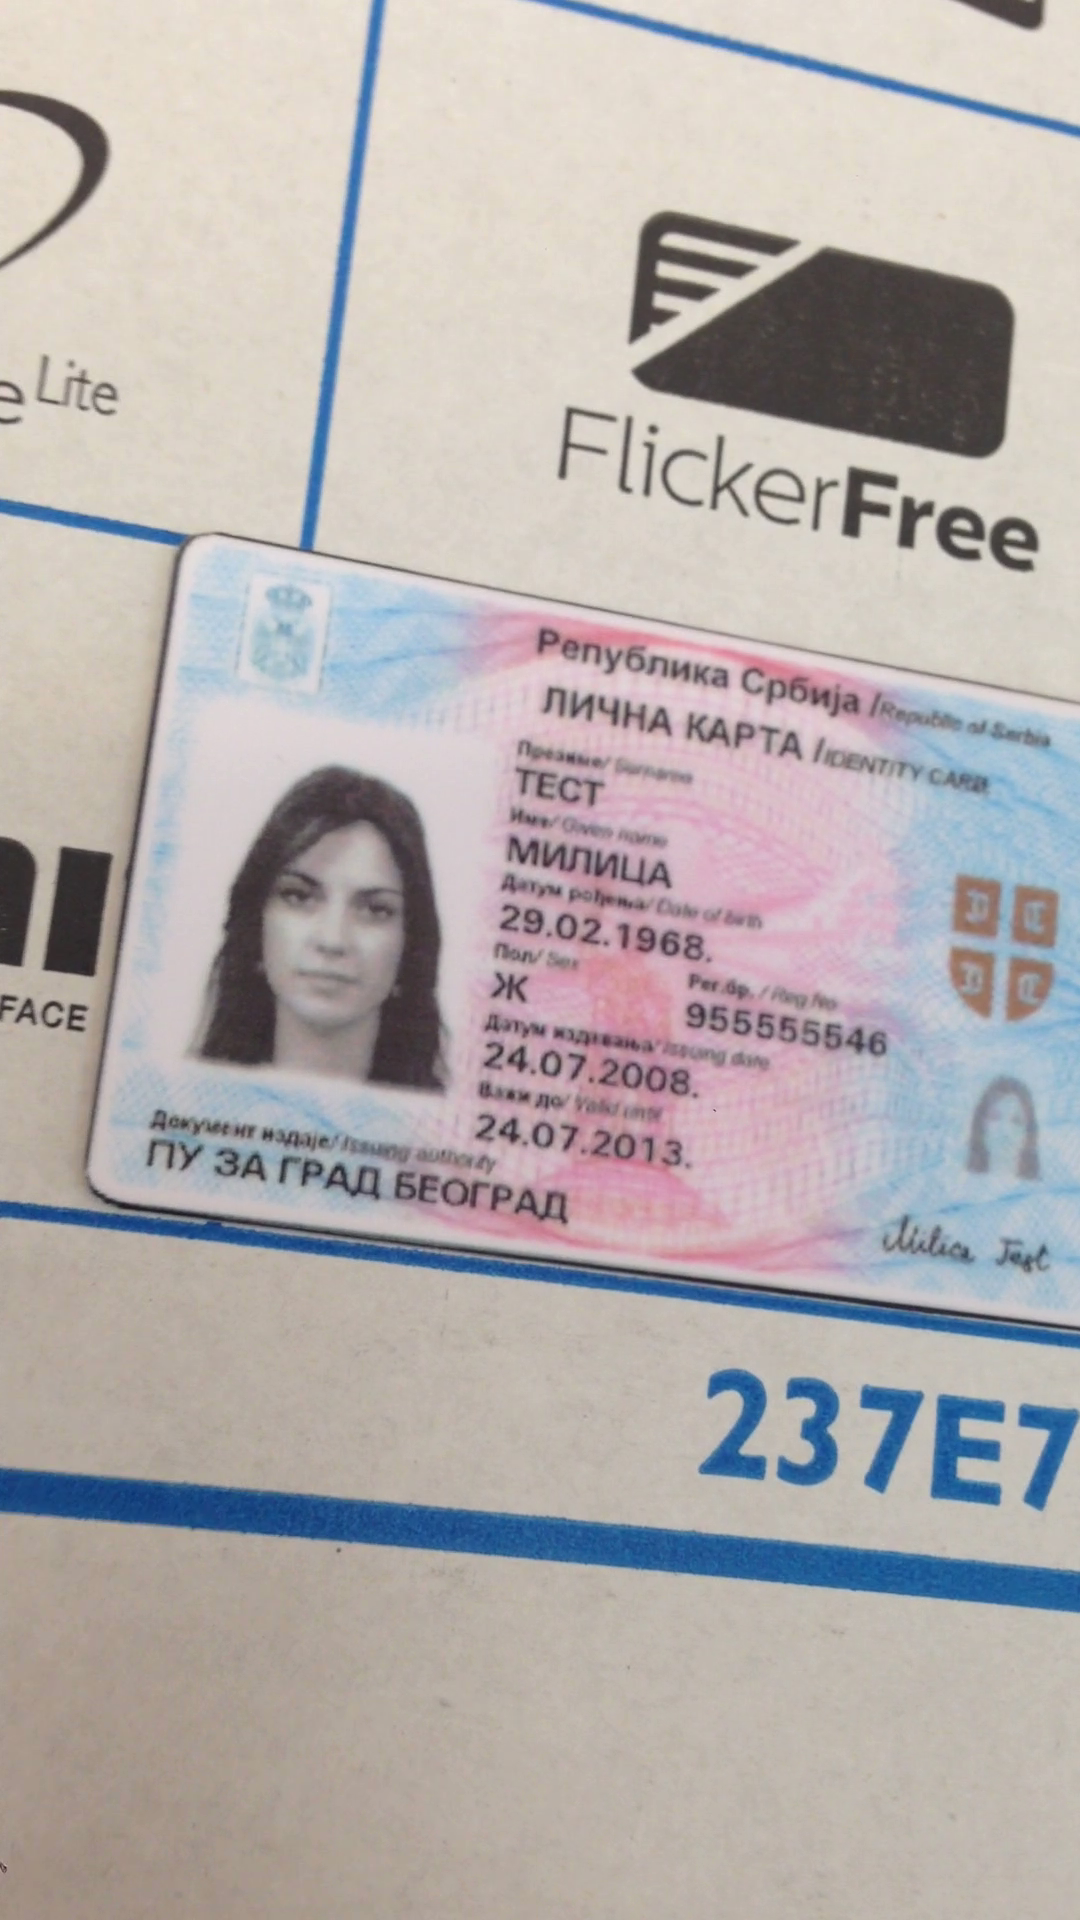 e Lite
FlickerFree
FACE
Република Србија /Republic of Serbia
ЛИЧНА КАРТА /IDENTITY CARD
Презиме/ Surname
ТЕСТ
Име/ Given name
МИЛИЦА
Датум рођења/ Date of birth
29.02.1968.
Пол/ Sex
Ж
Рег.бр. / Reg.No
955555546
Датум издавања/ Issuing date
24.07.2008.
Важи до/ Valid until
24.07.2013.
Документ издаје/ Issuing authority
ПУ ЗА ГРАД БЕОГРАД
Milica Test
237E7